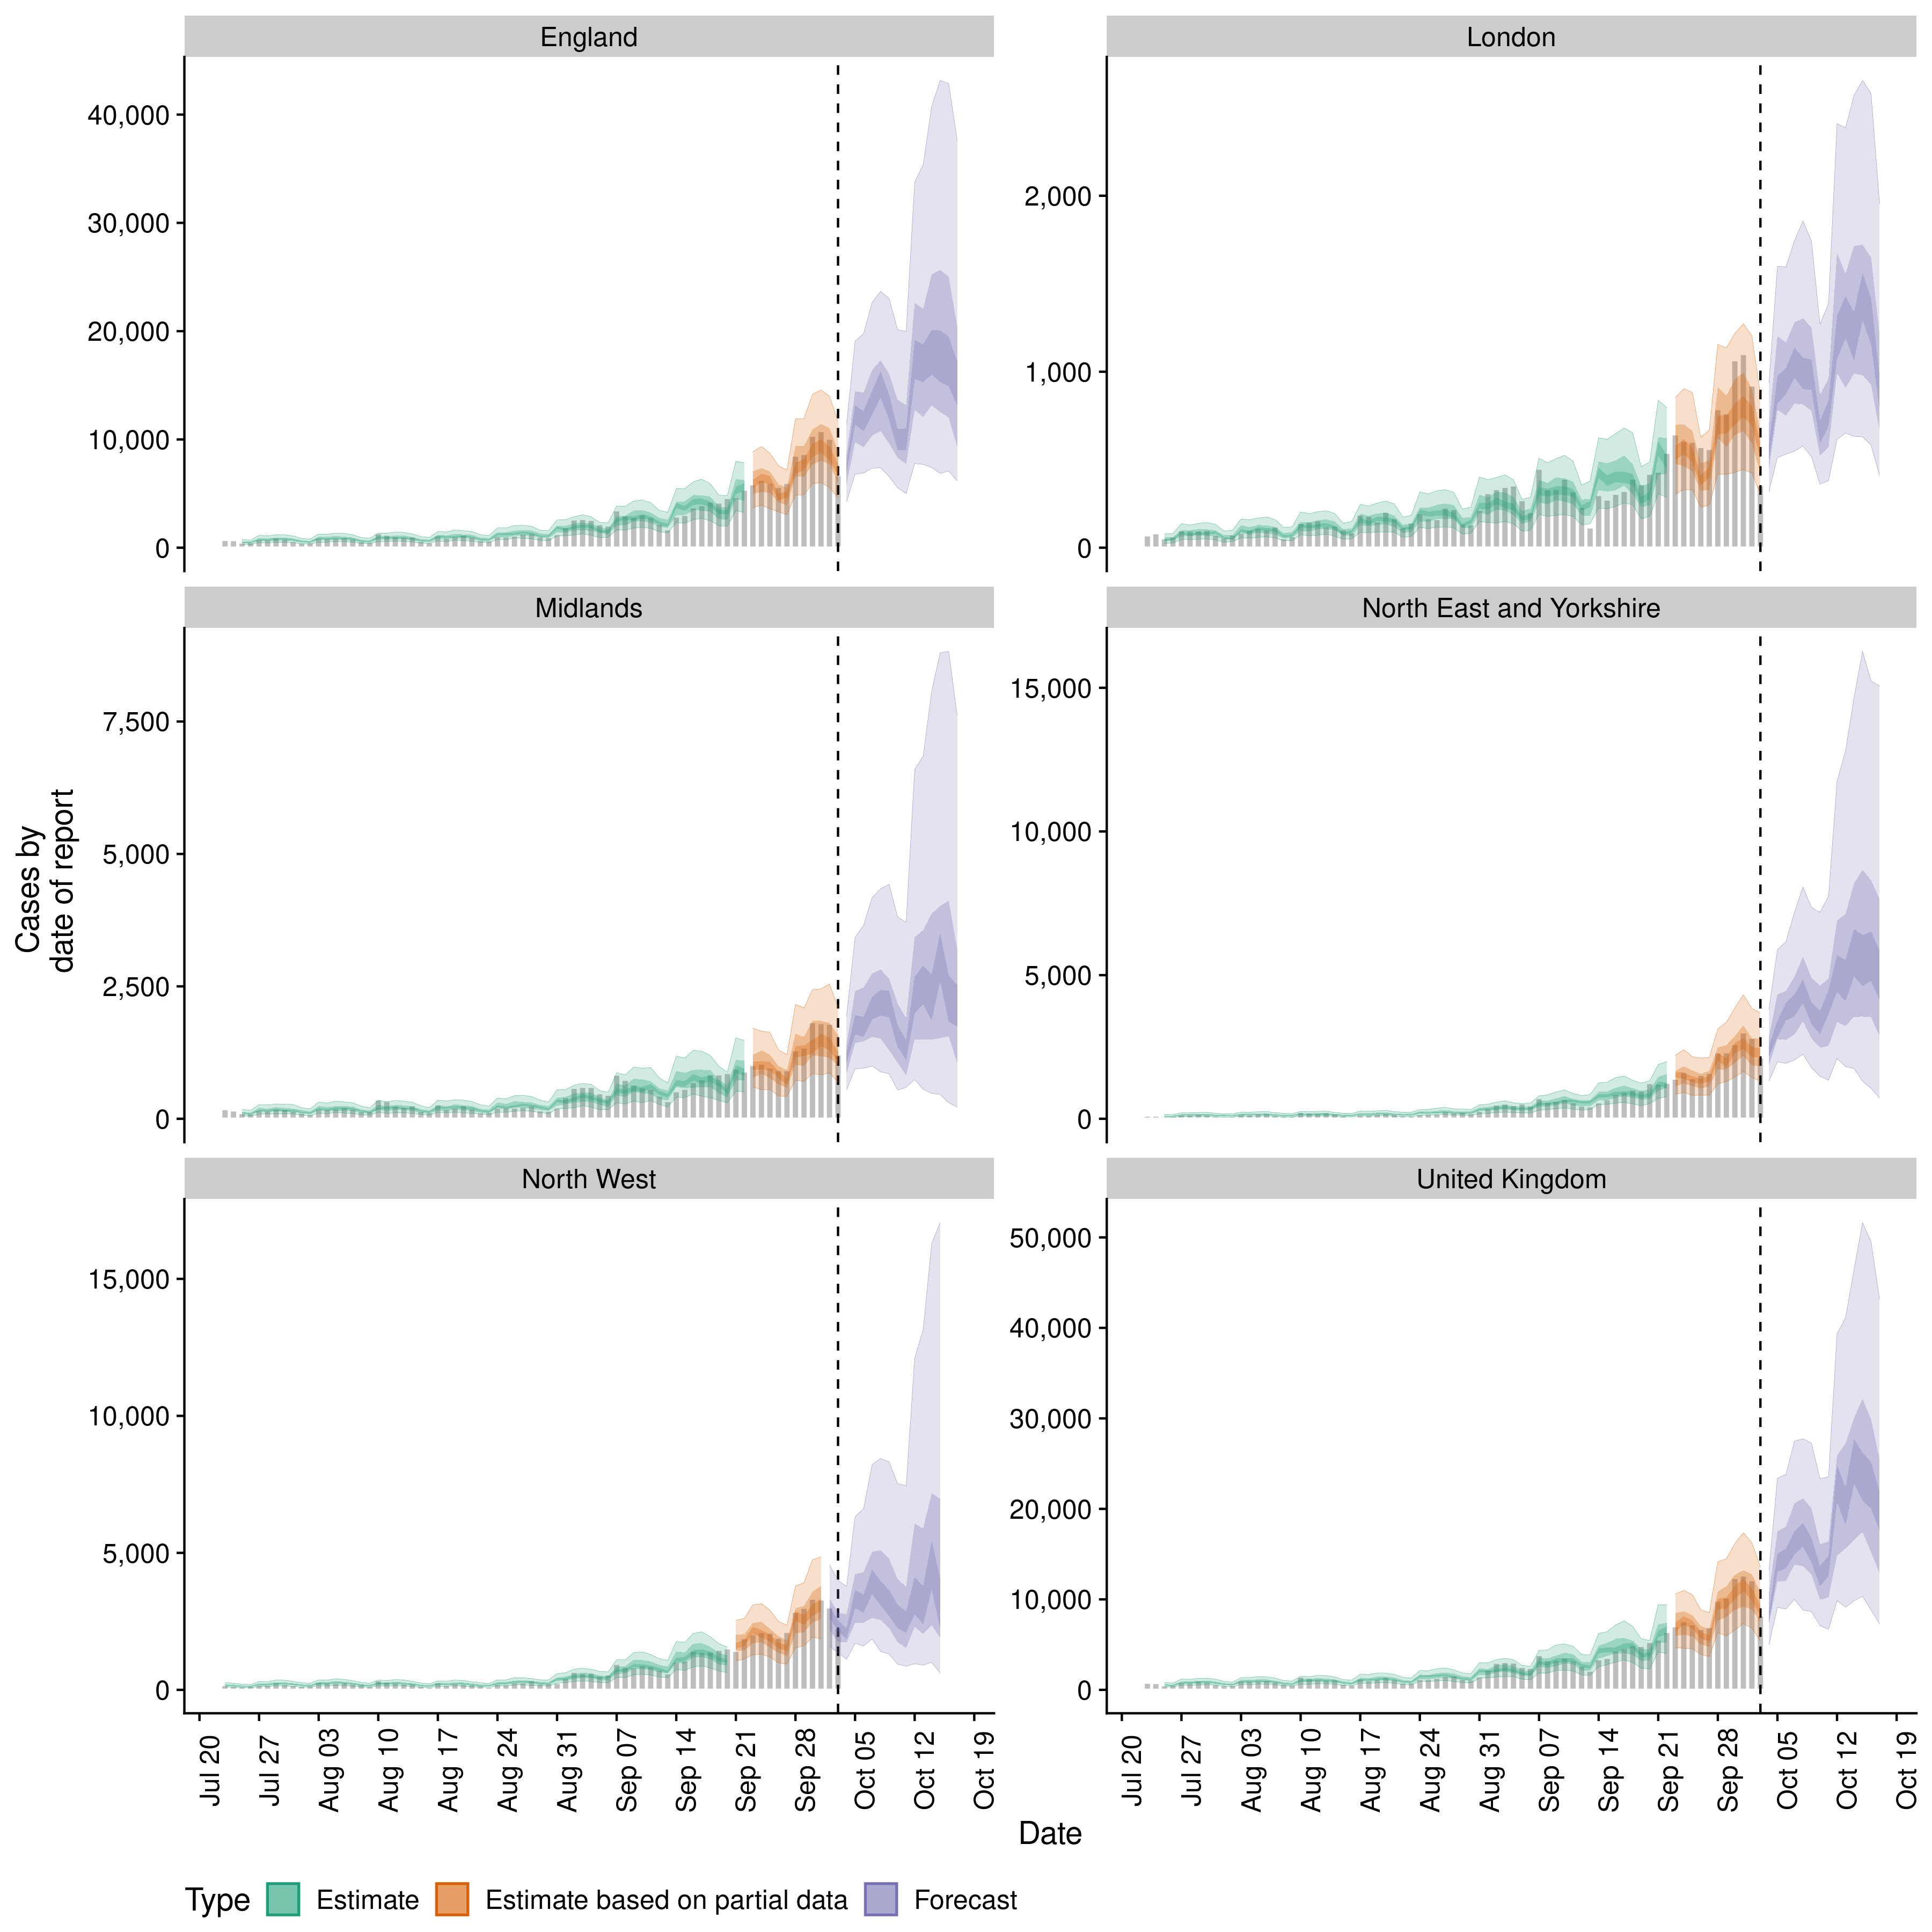 England
London
40,000
30,000
20,000
10,000
0
2,000
1,000
0
Midlands
North East and Yorkshire
7,500
5,000
2,500
0
15,000
10,000
5,000
0
North West
United Kingdom
15,000
10,000
5,000
0
50,000
40,000
30,000
20,000
10,000
0
Cases by
date of report
Jul 20
Jul 27
Aug 03
Aug 10
Aug 17
Aug 24
Aug 31
Sep 07
Sep 14
Sep 21
Sep 28
Oct 05
Oct 12
Oct 19
Jul 20
Jul 27
Aug 03
Aug 10
Aug 17
Aug 24
Aug 31
Sep 07
Sep 14
Sep 21
Sep 28
Oct 05
Oct 12
Oct 19
Date
Type Estimate Estimate based on partial data Forecast